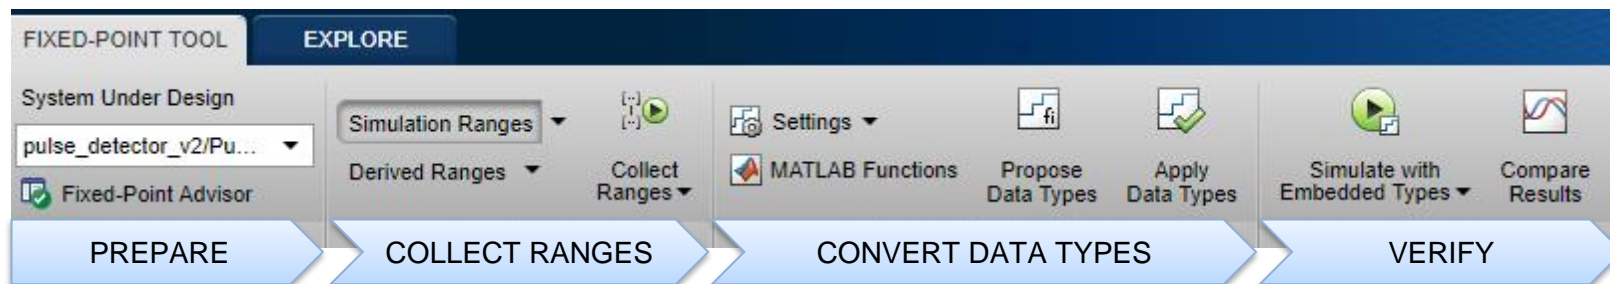 FIXED-POINT TOOL
EXPLORE
System Under Design
pulse_detector_v2/Pu...
Fixed-Point Advisor
Simulation Ranges
Derived Ranges
Collect
Ranges
Settings
MATLAB Functions
fi
Propose
Data Types
Apply
Data Types
Simulate with
Embedded Types
Compare
Results
PREPARE
COLLECT RANGES
CONVERT DATA TYPES
VERIFY